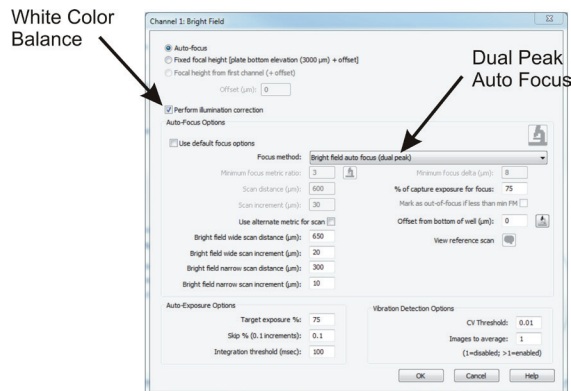 White Color
Balance
Dual Peak
Auto Focus
Channel 1: Bright Field
Auto-focus
Fixed focal height [plate bottom elevation (3000 µm) + offset]
Focal height from first channel (+ offset)
Offset (µm): 0
Perform illumination correction
Auto-Focus Options
Use default focus options
Focus method: Bright field auto focus (dual peak)
Minimum focus metric ratio: 3 Minimum focus delta (µm): 8
Scan distance (µm): 600 % of capture exposure for focus: 75
Scan increment (µm): 30 Mark as out-of-focus if less than min FM
Use alternate metric for scan Offset from bottom of well (µm): 0
Bright field wide scan distance (µm): 650 View reference scan
Bright field wide scan increment (µm): 20
Bright field narrow scan distance (µm): 300
Bright field narrow scan increment (µm): 10
Auto-Exposure Options
Target exposure %: 75
Skip % (0.1 increments): 0.1
Integration threshold (msec): 100
Vibration Detection Options
CV Threshold: 0.01
Images to average: 1
(1=disabled; >1=enabled)
OK Cancel Help